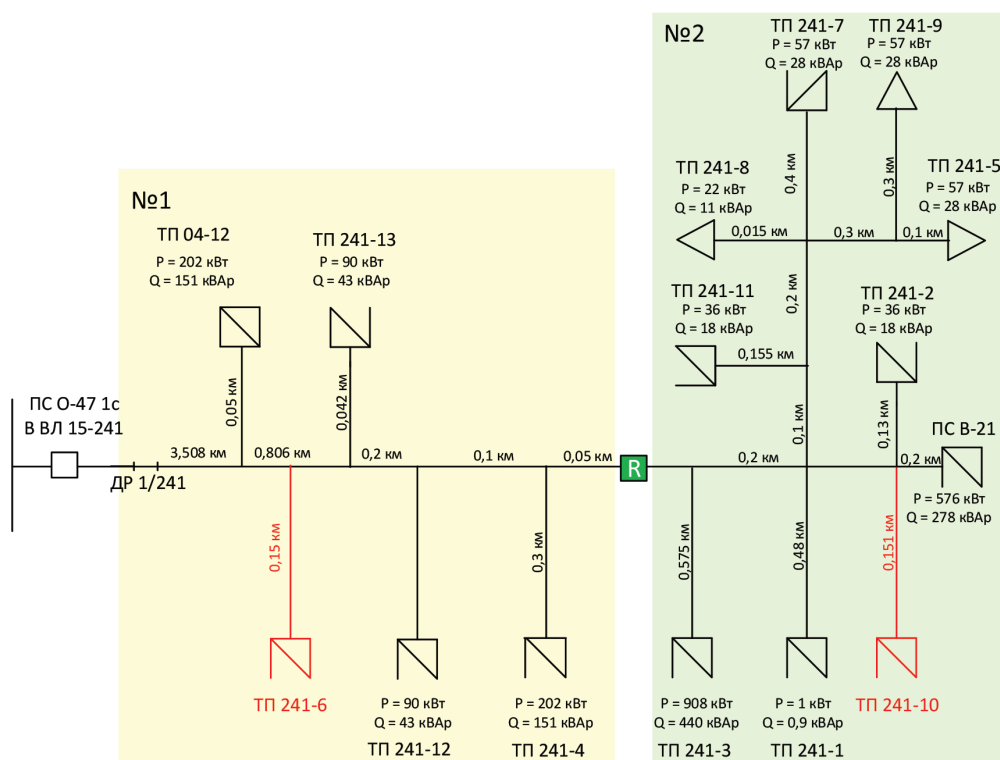 №2
ТП 241-7
P = 57 кВт
Q = 28 кВАр
ТП 241-9
P = 57 кВт
Q = 28 кВАр
0,4 км
0,3 км
ТП 241-8
P = 22 кВт
Q = 11 кВАр
ТП 241-5
P = 57 кВт
Q = 28 кВАр
0,015 км
0,3 км
0,1 км
№1
ТП 04-12
P = 202 кВт
Q = 151 кВАр
ТП 241-13
P = 90 кВт
Q = 43 кВАр
0,2 км
ТП 241-11
P = 36 кВт
Q = 18 кВАр
ТП 241-2
P = 36 кВт
Q = 18 кВАр
0,155 км
0,05 км
0,042 км
0,1 км
0,13 км
ПС О-47 1с
В ВЛ 15-241
ПС В-21
3,508 км
0,806 км
0,2 км
0,1 км
0,05 км
R
0,2 км
0,2 км
ДР 1/241
P = 576 кВт
Q = 278 кВАр
0,15 км
0,3 км
0,575 км
0,48 км
0,151 км
ТП 241-6
P = 90 кВт
Q = 43 кВАр
ТП 241-12
P = 202 кВт
Q = 151 кВАр
ТП 241-4
P = 908 кВт
Q = 440 кВАр
ТП 241-3
P = 1 кВт
Q = 0,9 кВАр
ТП 241-1
ТП 241-10